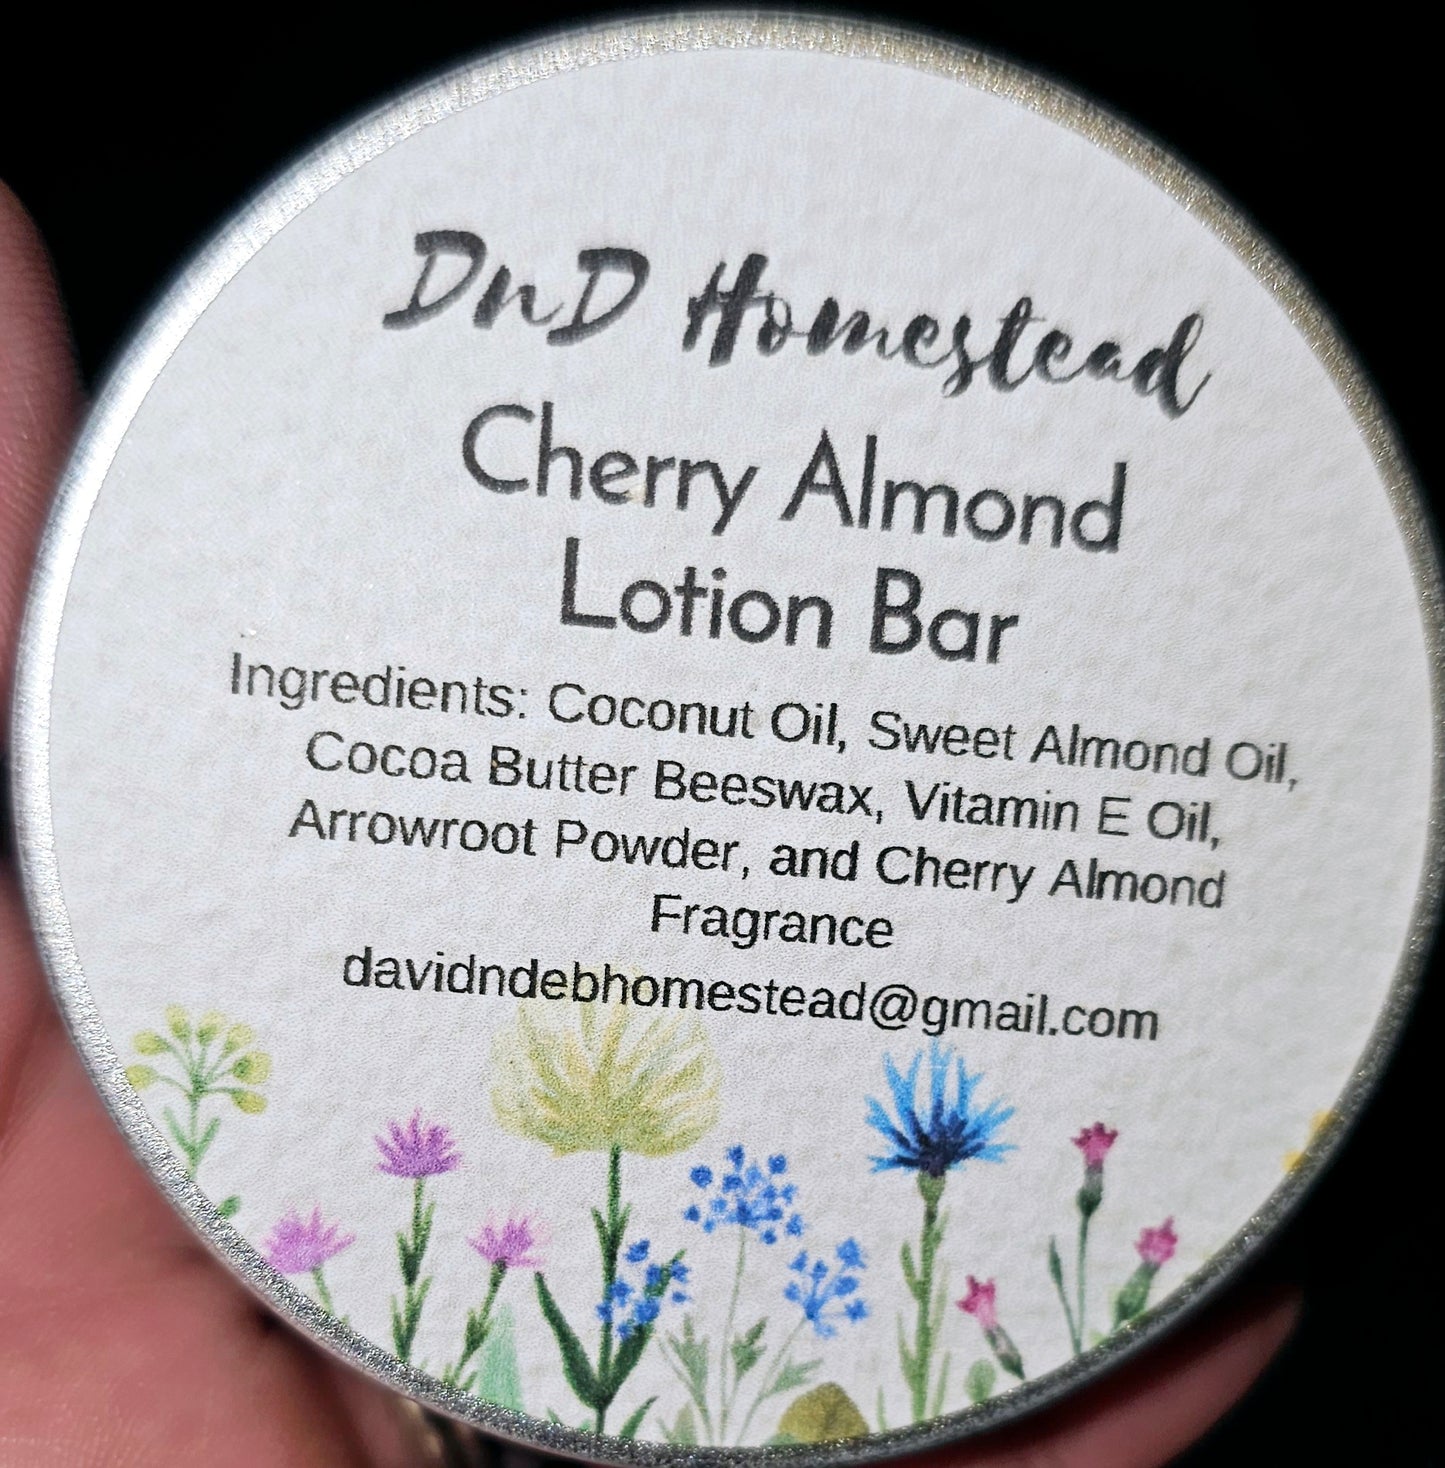 DnD Homestead
Cherry Almond
Lotion Bar
Ingredients: Coconut Oil, Sweet Almond Oil,
Cocoa Butter Beeswax, Vitamin E Oil,
Arrowroot Powder, and Cherry Almond
Fragrance
davidndebhomestead@gmail.com